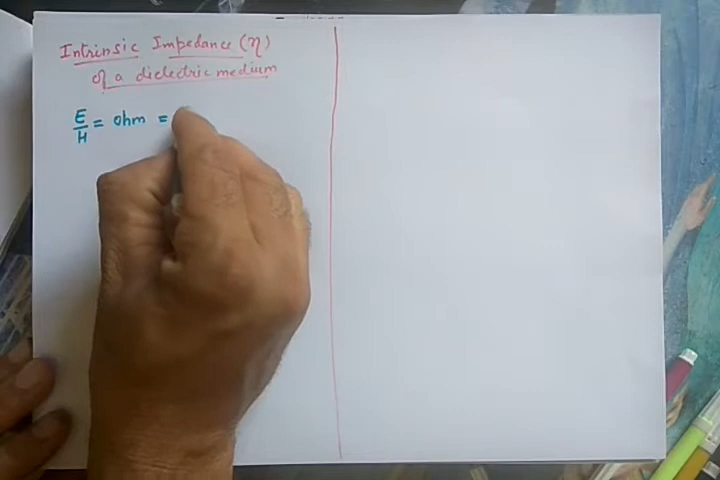 Intrinsic Impedance (η)
of a dielectric medium
E/H = ohm =